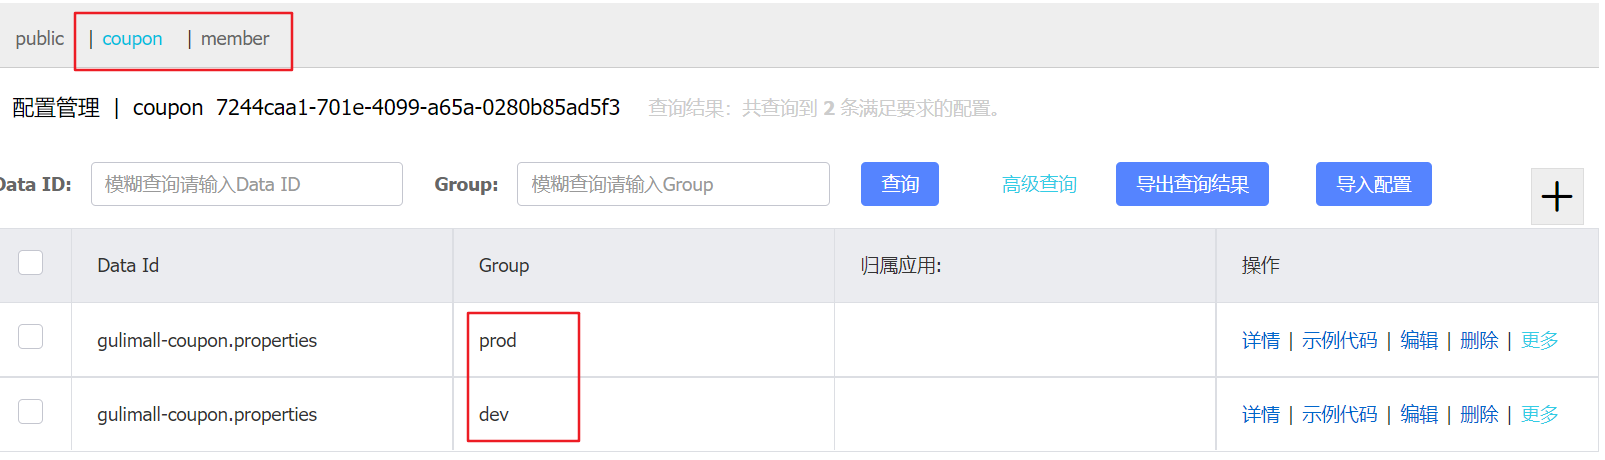 public | coupon | member
配置管理 | coupon 7244caa1-701e-4099-a65a-0280b85ad5f3 查询结果：共查询到 2 条满足要求的配置。
Data ID: 模糊查询请输入Data ID Group: 模糊查询请输入Group 查询 高级查询 导出查询结果 导入配置 +
Data Id Group 归属应用: 操作
gulimall-coupon.properties prod 详情 | 示例代码 | 编辑 | 删除 | 更多
gulimall-coupon.properties dev 详情 | 示例代码 | 编辑 | 删除 | 更多